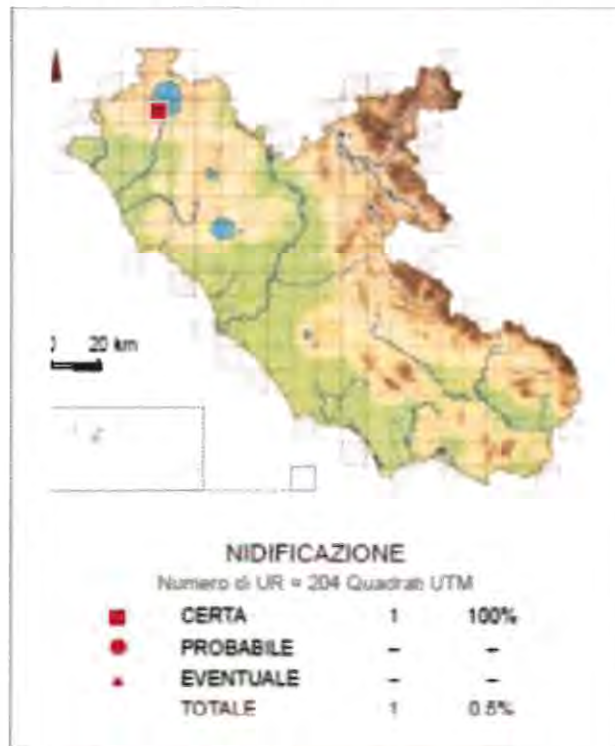 20 km
NIDIFICAZIONE
Numero di UR = 204 Quadrati UTM
CERTA 1 100%
PROBABILE – –
EVENTUALE – –
TOTALE 1 0.5%